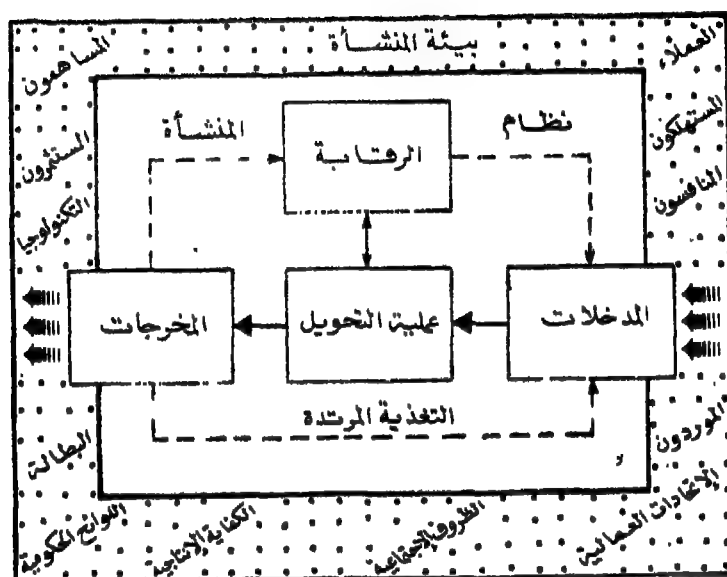 بيئة المنشأة
العملاء
المساهمون
المستهلكون
نظام
المنشأة
الرقابة
المستثمرون
المنافسون
التكنولوجيا
المدخلات
عملية التحويل
المخرجات
التغذية المرتدة
الموردون
البطالة
الاتحادات العمالية
الظروف الاجتماعية
الكفاية الإنتاجية
اللوائح الحكومية